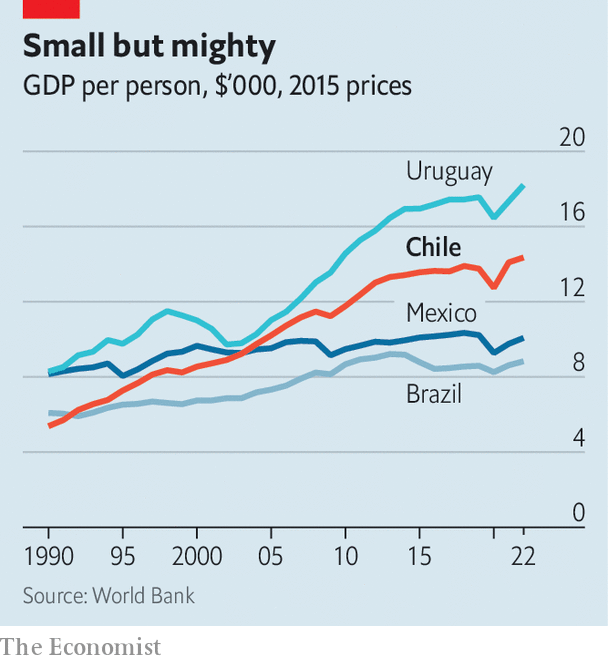 Small but mighty
GDP per person, $’000, 2015 prices
20
Uruguay
16
Chile
12
Mexico
8
Brazil
4
0
1990 95 2000 05 10 15 22
Source: World Bank
The Economist